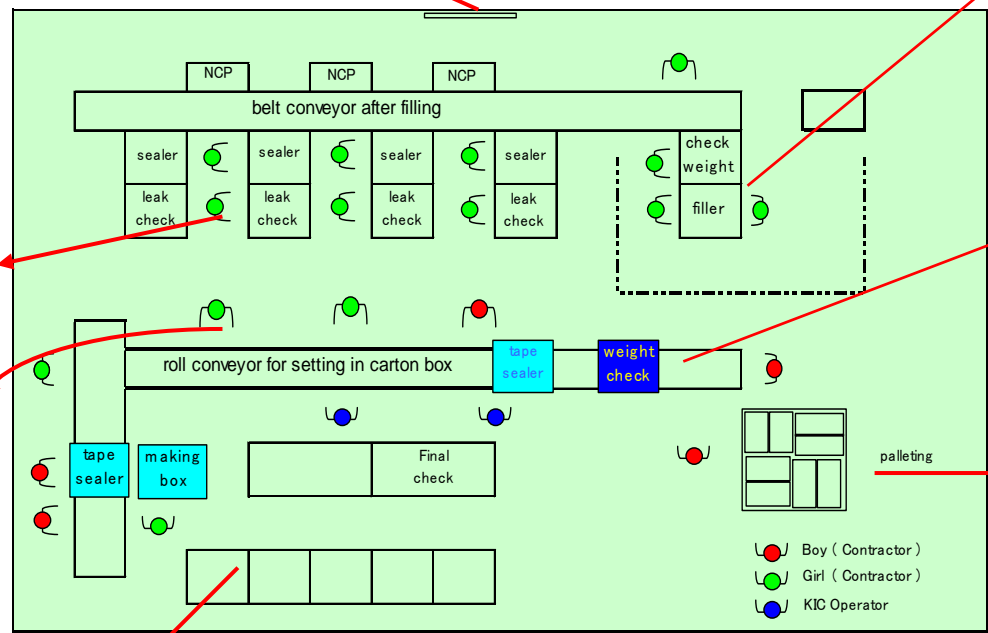 NCP
NCP
NCP
belt conveyor after filling
sealer
sealer
sealer
sealer
check
weight
leak
check
leak
check
leak
check
leak
check
filler
roll conveyor for setting in carton box
tape
sealer
weight
check
tape
sealer
making
box
Final
check
palleting
Boy ( Contractor )
Girl ( Contractor )
KIC Operator